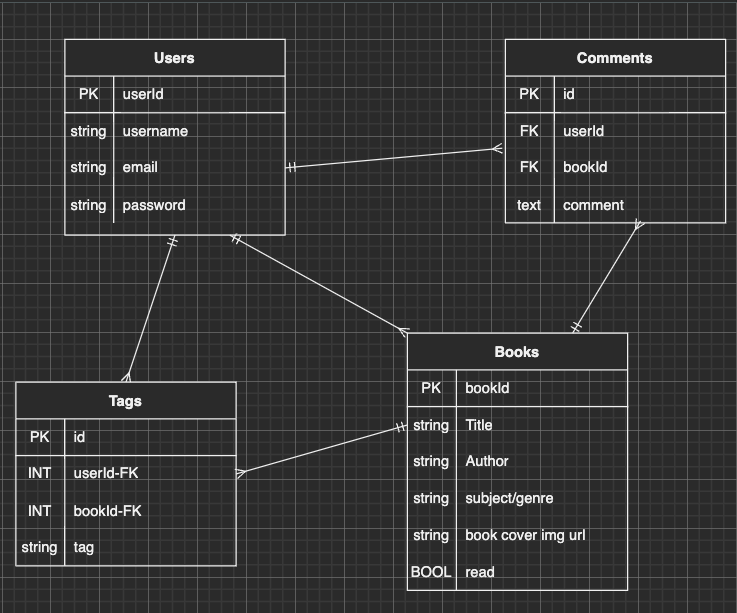 Users
PK userId
string username
string email
string password
Comments
PK id
FK userId
FK bookId
text comment
Tags
PK id
INT userId-FK
INT bookId-FK
string tag
Books
PK bookId
string Title
string Author
string subject/genre
string book cover img url
BOOL read